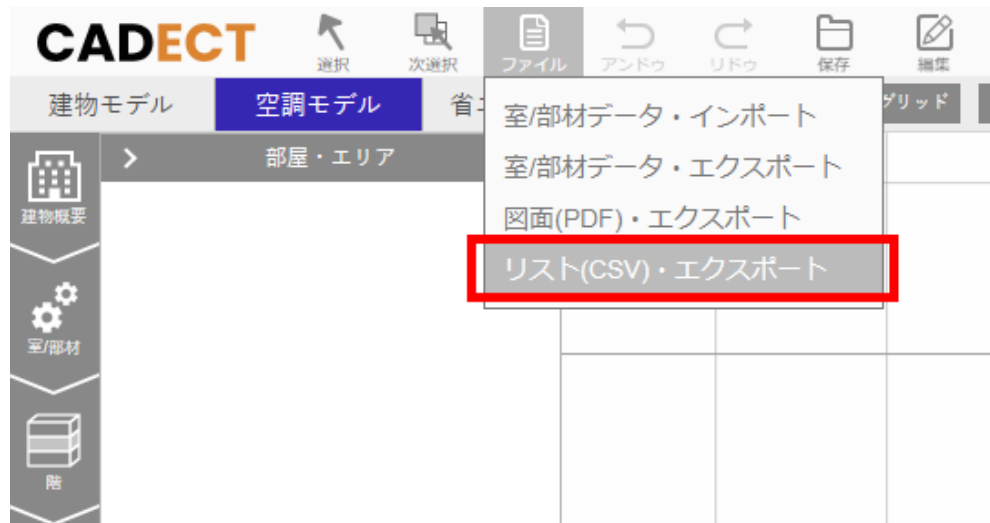 CADECT
選択
次選択
ファイル
アンドゥ
リドゥ
保存
編集
建物モデル
空調モデル
省エ
グリッド
室/部材データ・インポート
室/部材データ・エクスポート
図面(PDF)・エクスポート
リスト(CSV)・エクスポート
部屋・エリア
建物概要
室/部材
階